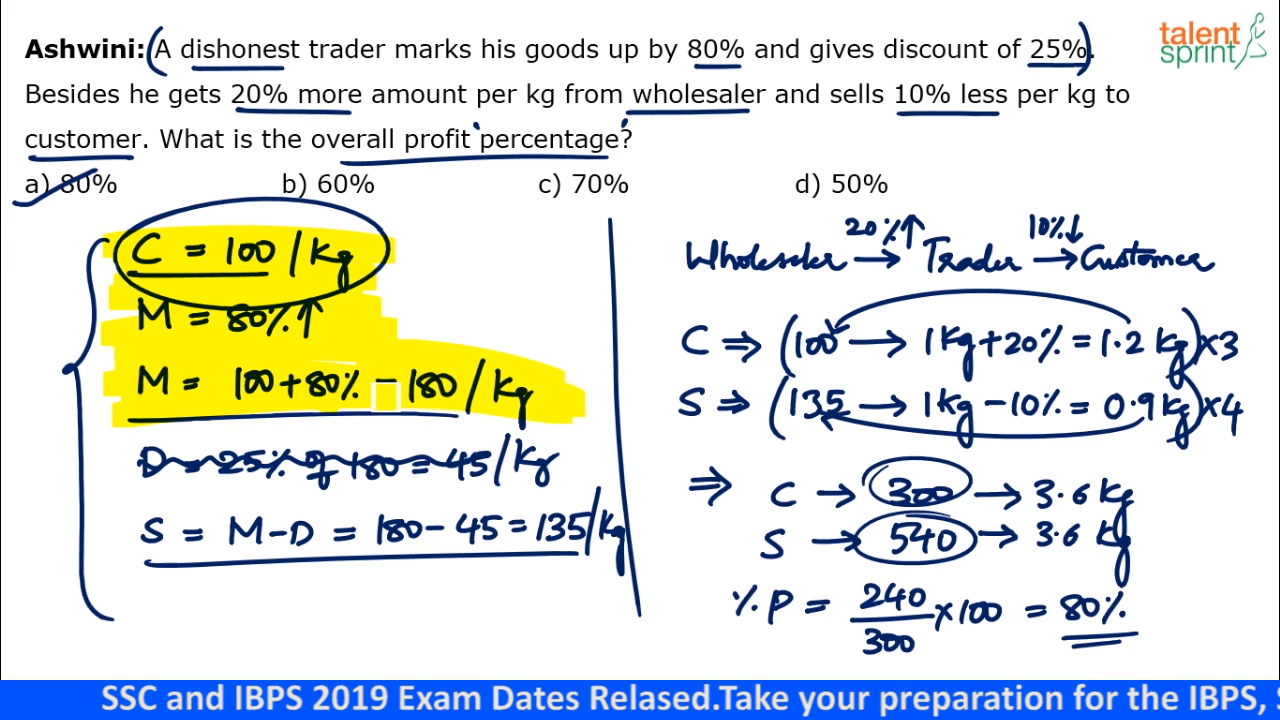 talent
sprint
Ashwini: (A dishonest trader marks his goods up by 80% and gives discount of 25%).
Besides he gets 20% more amount per kg from wholesaler and sells 10% less per kg to
customer. What is the overall profit percentage?
a) 80% b) 60% c) 70% d) 50%
C = 100 / Kg
M = 80% ↑
M = 100 + 80% - 180 / Kg
D = 25% of 180 = 45 / Kg
S = M - D = 180 - 45 = 135 / Kg
20% ↑ 10% ↓
Wholesaler → Trader → Customer
C ⇒ (100 → 1 Kg + 20% = 1.2 Kg) × 3
S ⇒ (135 → 1 Kg - 10% = 0.9 Kg) × 4
⇒ C → 300 → 3.6 Kg
S → 540 → 3.6 Kg
% P = 240/300 × 100 = 80%
SSC and IBPS 2019 Exam Dates Relased.Take your preparation for the IBPS, S